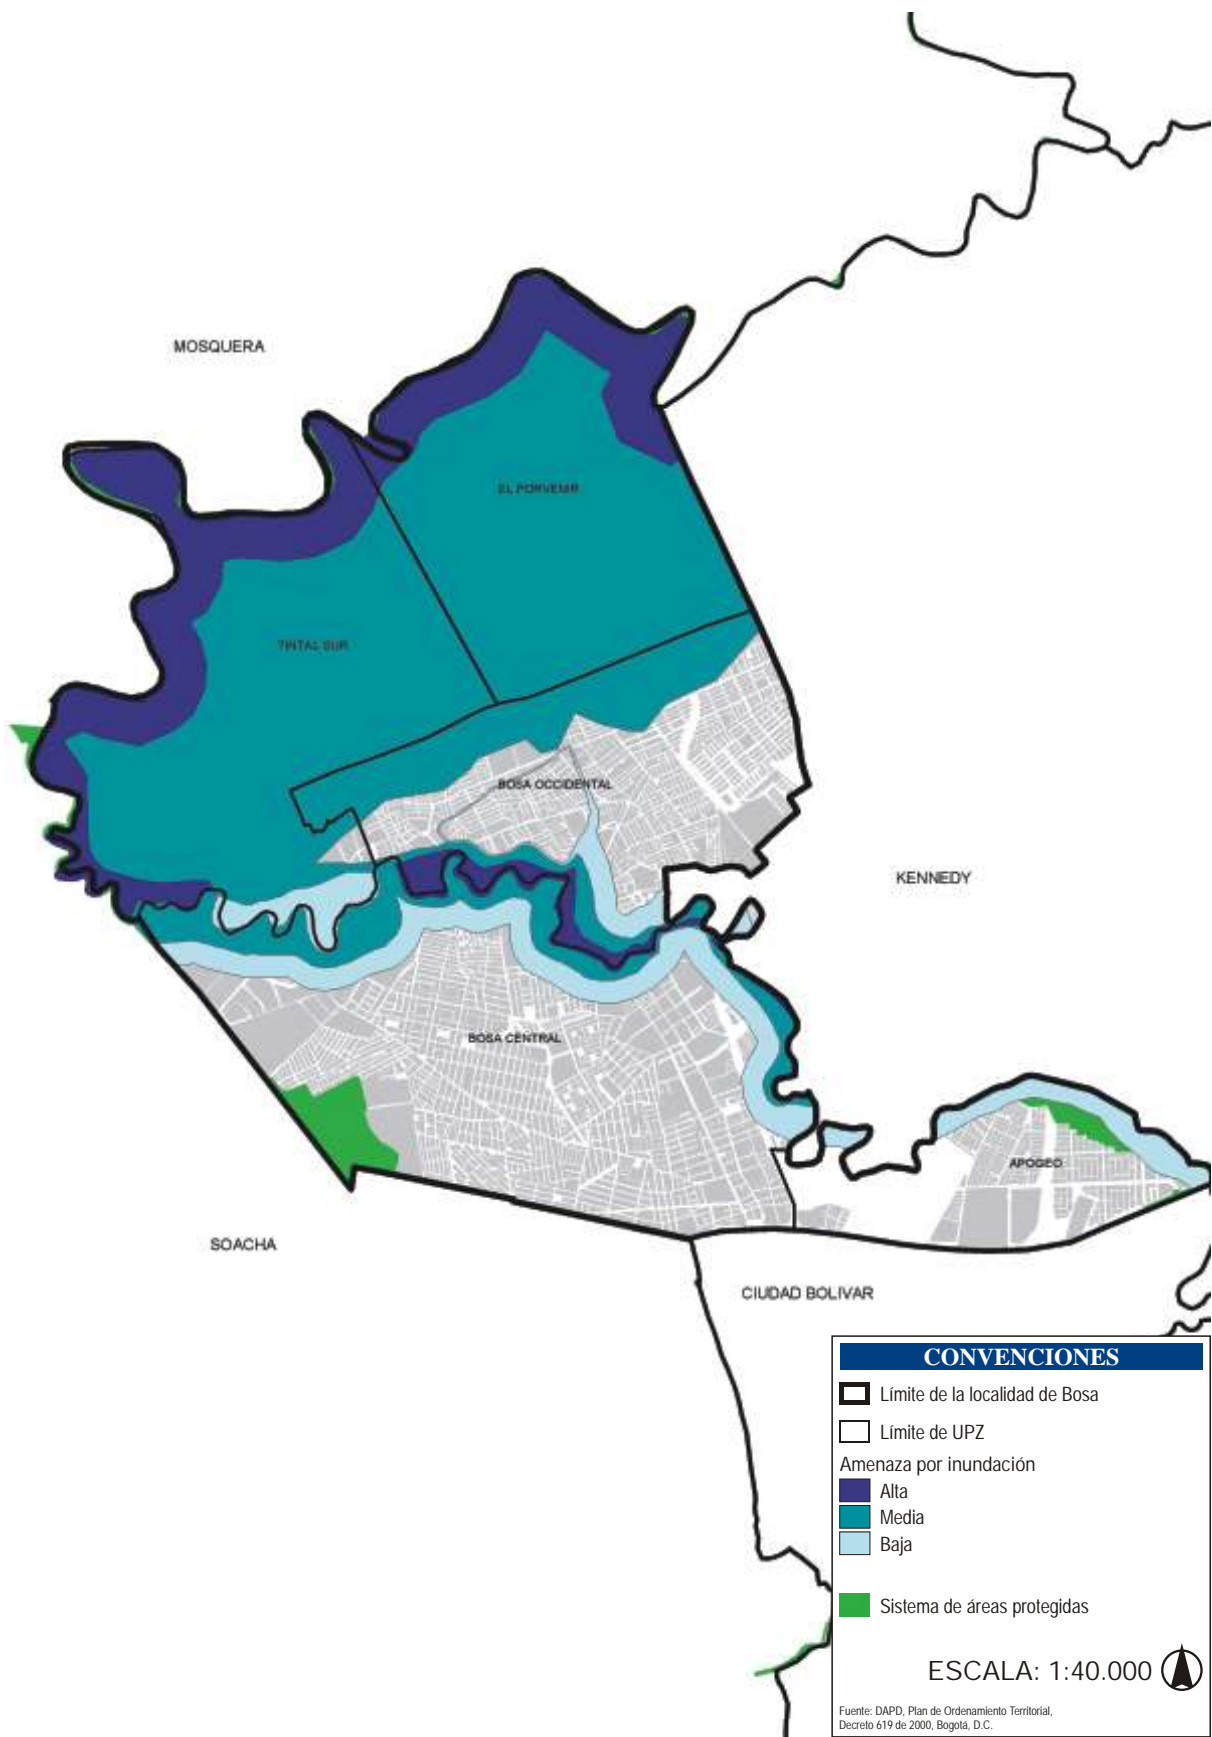 MOSQUERA
EL PORVENIR
TINTAL SUR
BOSA OCCIDENTAL
KENNEDY
BOSA CENTRAL
APOGEO
SOACHA
CIUDAD BOLIVAR
CONVENCIONES
Límite de la localidad de Bosa
Límite de UPZ
Amenaza por inundación
Alta
Media
Baja
Sistema de áreas protegidas
ESCALA: 1:40.000
Fuente: DAPD, Plan de Ordenamiento Territorial,
Decreto 619 de 2000, Bogotá, D.C.